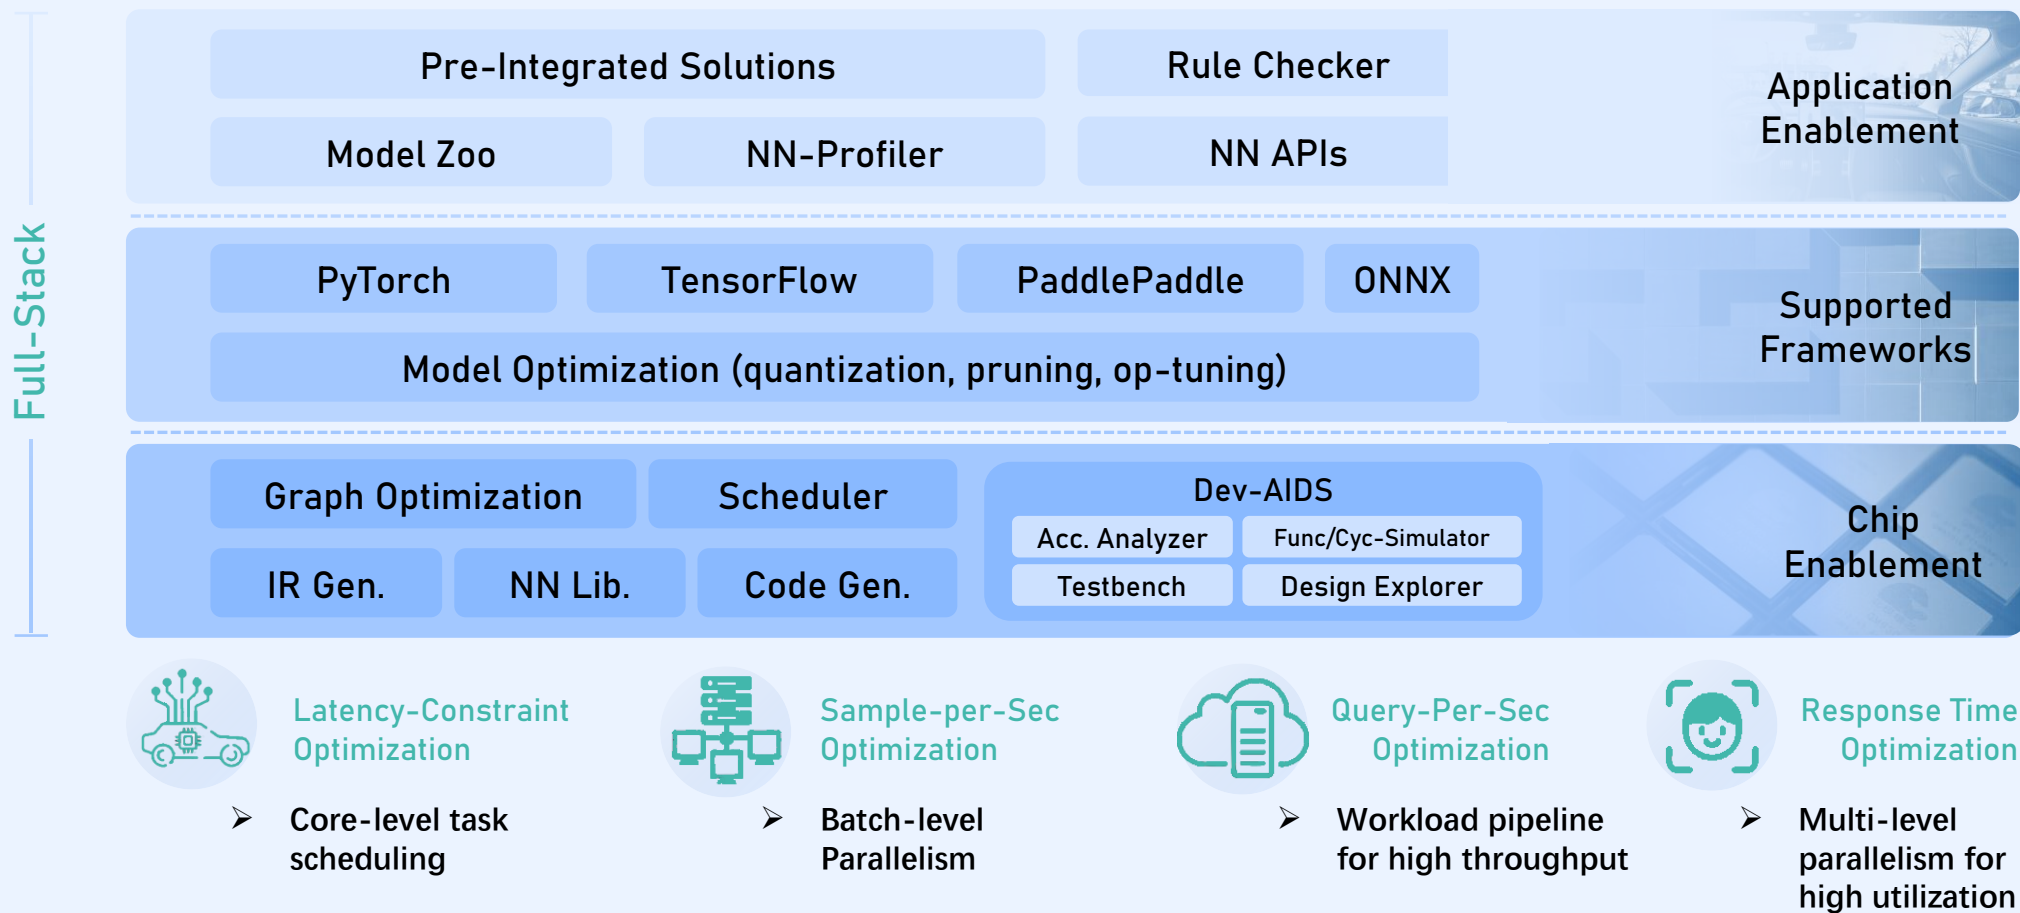 Full-Stack
Pre-Integrated Solutions
Rule Checker
Model Zoo
NN-Profiler
NN APIs
Application
Enablement
PyTorch
TensorFlow
PaddlePaddle
ONNX
Model Optimization (quantization, pruning, op-tuning)
Supported
Frameworks
Graph Optimization
Scheduler
IR Gen.
NN Lib.
Code Gen.
Dev-AIDS
Acc. Analyzer
Func/Cyc-Simulator
Testbench
Design Explorer
Chip
Enablement
Latency-Constraint
Optimization
➢ Core-level task
scheduling
Sample-per-Sec
Optimization
➢ Batch-level
Parallelism
Query-Per-Sec
Optimization
➢ Workload pipeline
for high throughput
Response Time
Optimization
➢ Multi-level
parallelism for
high utilization